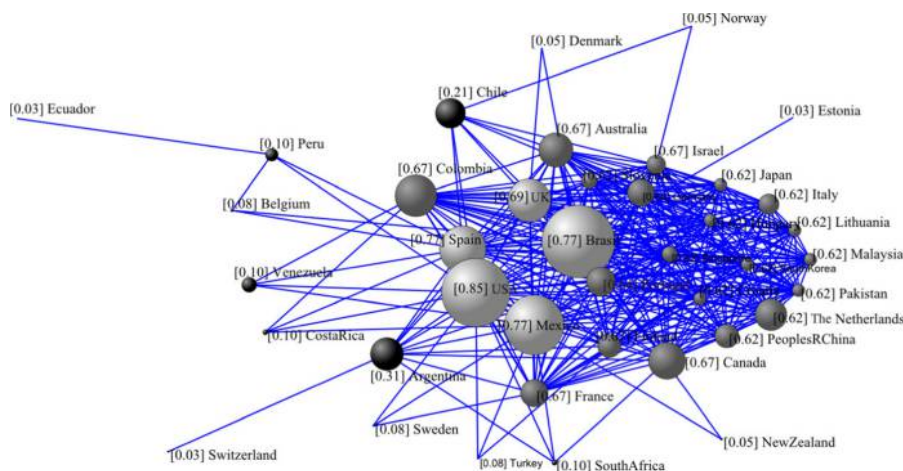 [0.05] Norway
[0.05] Denmark
[0.21] Chile
[0.03] Ecuador
[0.03] Estonia
[0.67] Australia
[0.10] Peru
[0.67] Israel
[0.67] Colombia
[0.62] Japan
[0.69] UK
[0.62] Italy
[0.08] Belgium
[0.62] Lithuania
[0.77] Spain
[0.77] Brasil
[0.62] Malaysia
[0.10] Venezuela
[0.85] USA
[0.62] Pakistan
[0.77] Mexico
[0.62] The Netherlands
[0.10] CostaRica
[0.62] PeoplesRChina
[0.67] Canada
[0.31] Argentina
[0.67] France
[0.08] Sweden
[0.05] NewZealand
[0.03] Switzerland
[0.08] Turkey
[0.10] SouthAfrica